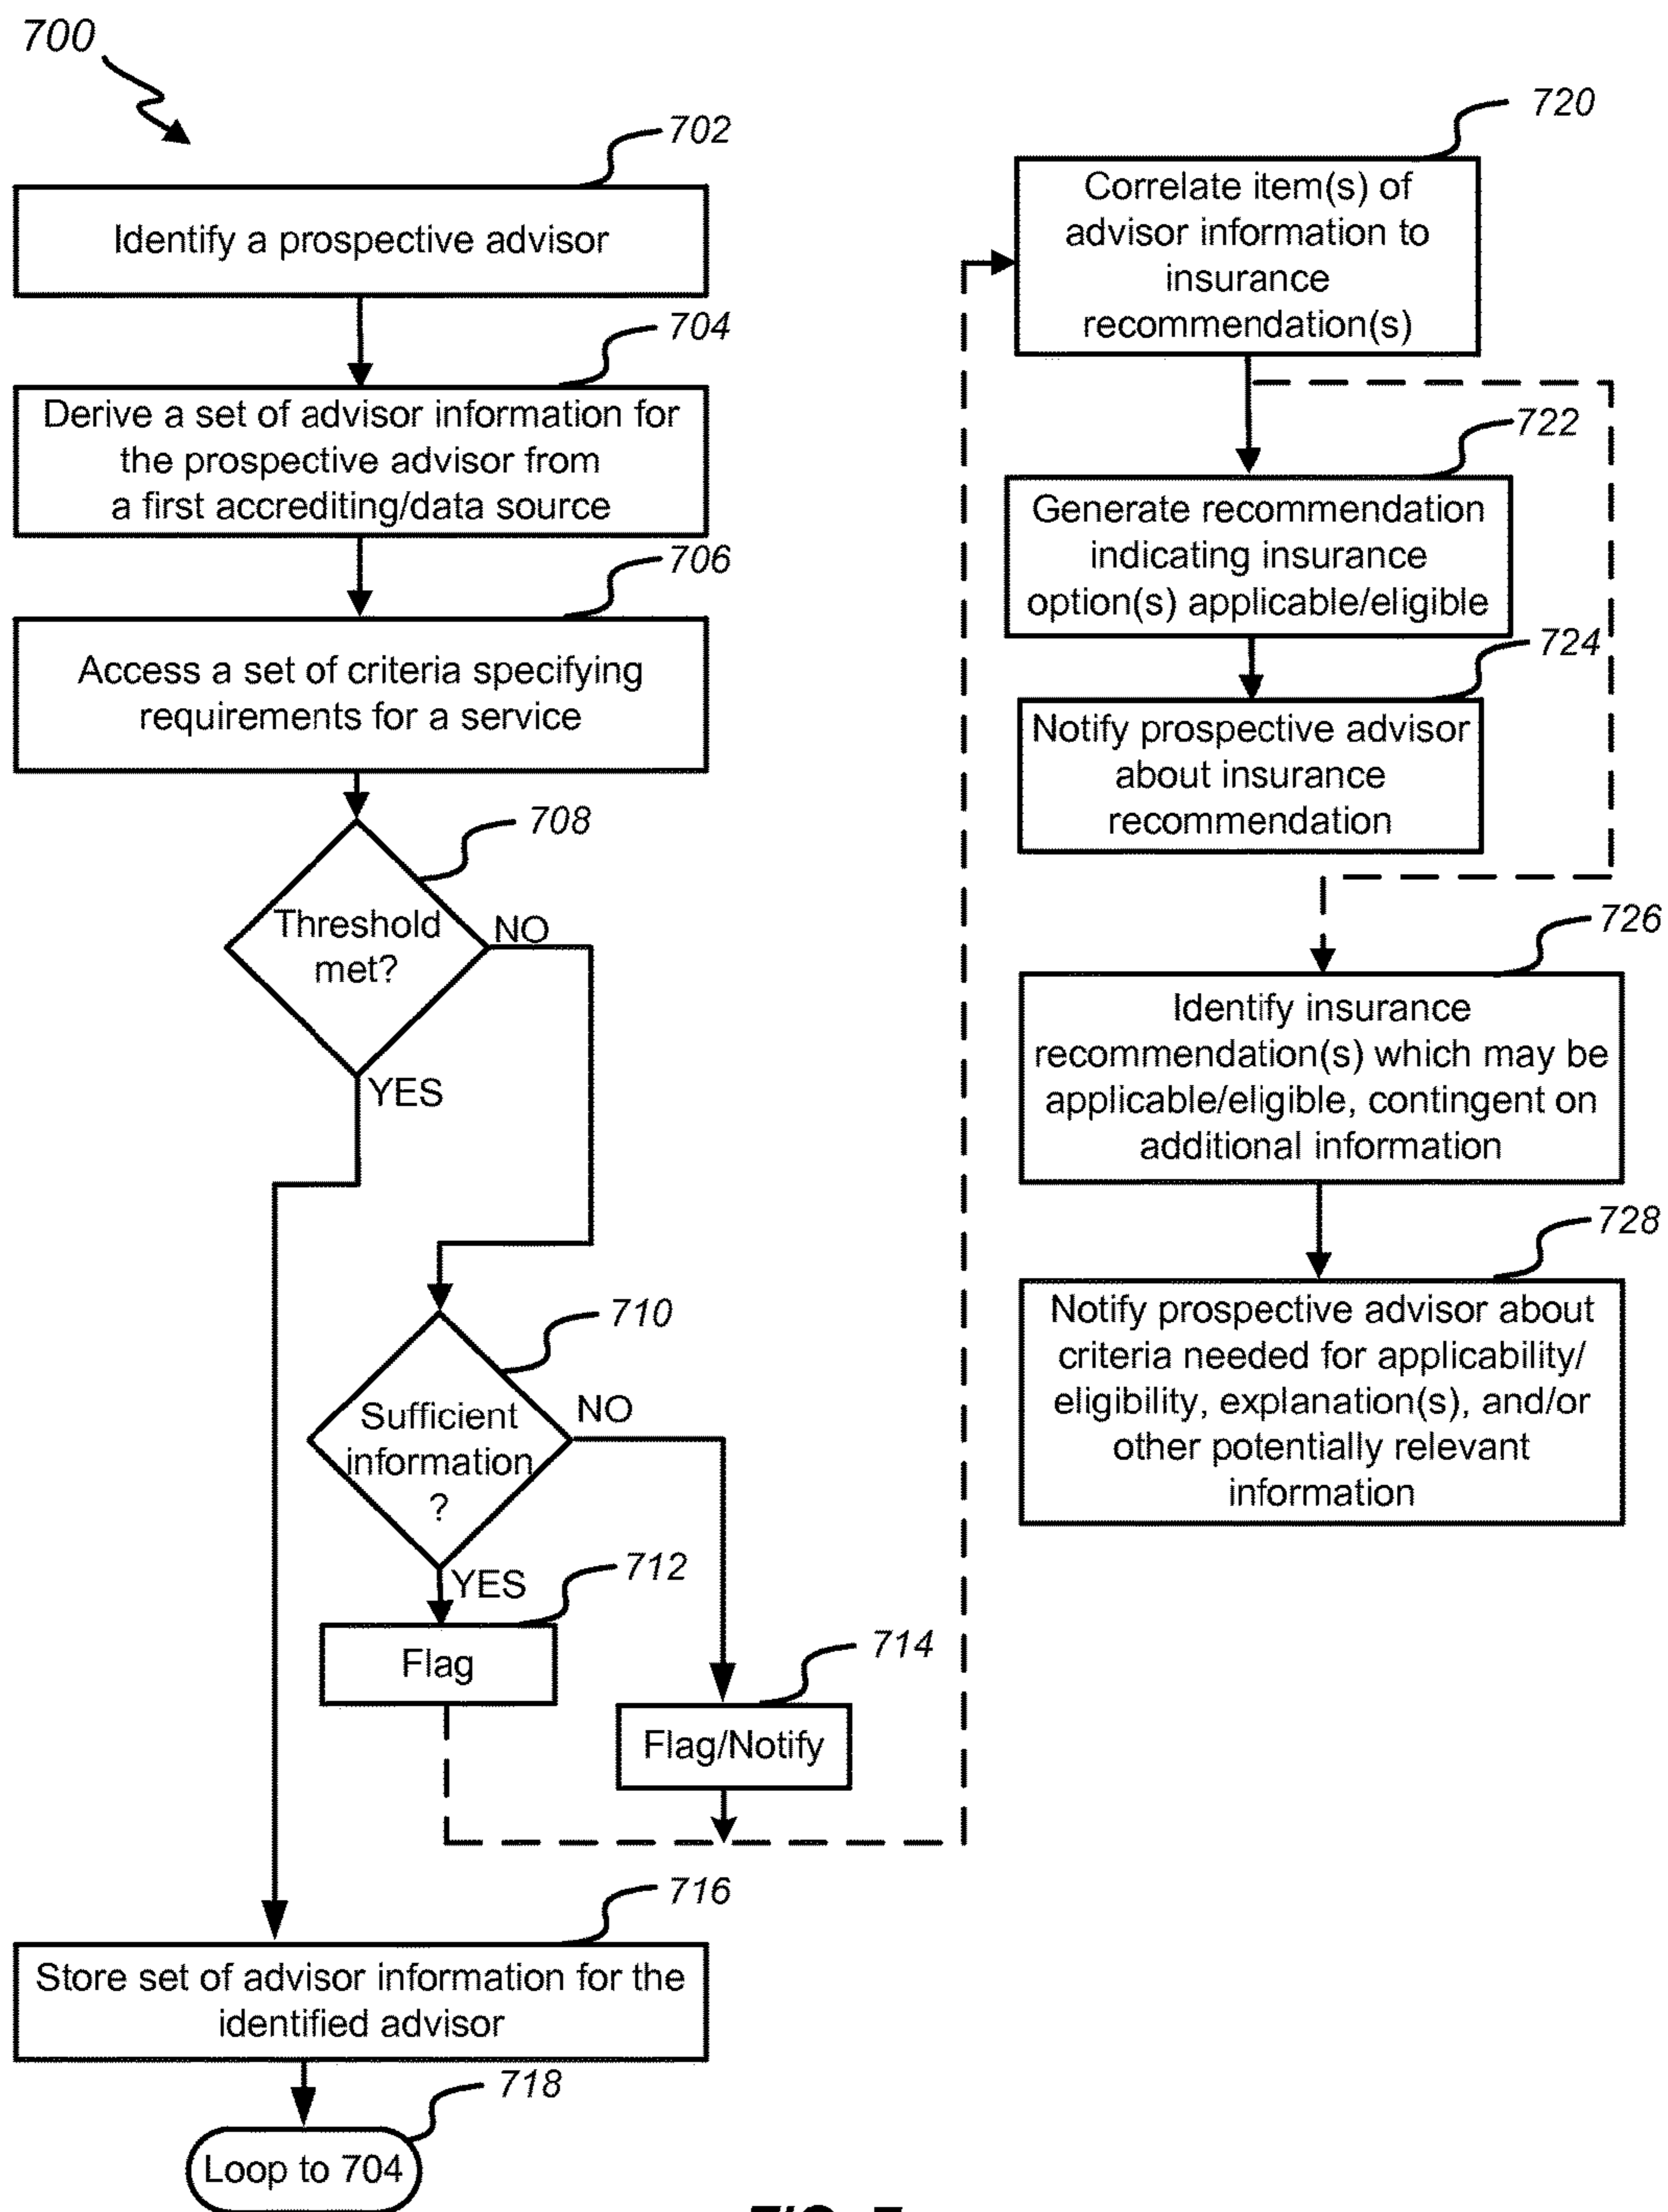 700
702
Identify a prospective advisor
704
Derive a set of advisor information for
the prospective advisor from
a first accrediting/data source
706
Access a set of criteria specifying
requirements for a service
708
Threshold
met?
NO
YES
710
Sufficient
information
?
NO
YES
712
Flag
714
Flag/Notify
716
Store set of advisor information for the
identified advisor
718
Loop to 704
720
Correlate item(s) of
advisor information to
insurance
recommendation(s)
722
Generate recommendation
indicating insurance
option(s) applicable/eligible
724
Notify prospective advisor
about insurance
recommendation
726
Identify insurance
recommendation(s) which may be
applicable/eligible, contingent on
additional information
728
Notify prospective advisor about
criteria needed for applicability/
eligibility, explanation(s), and/or
other potentially relevant
information